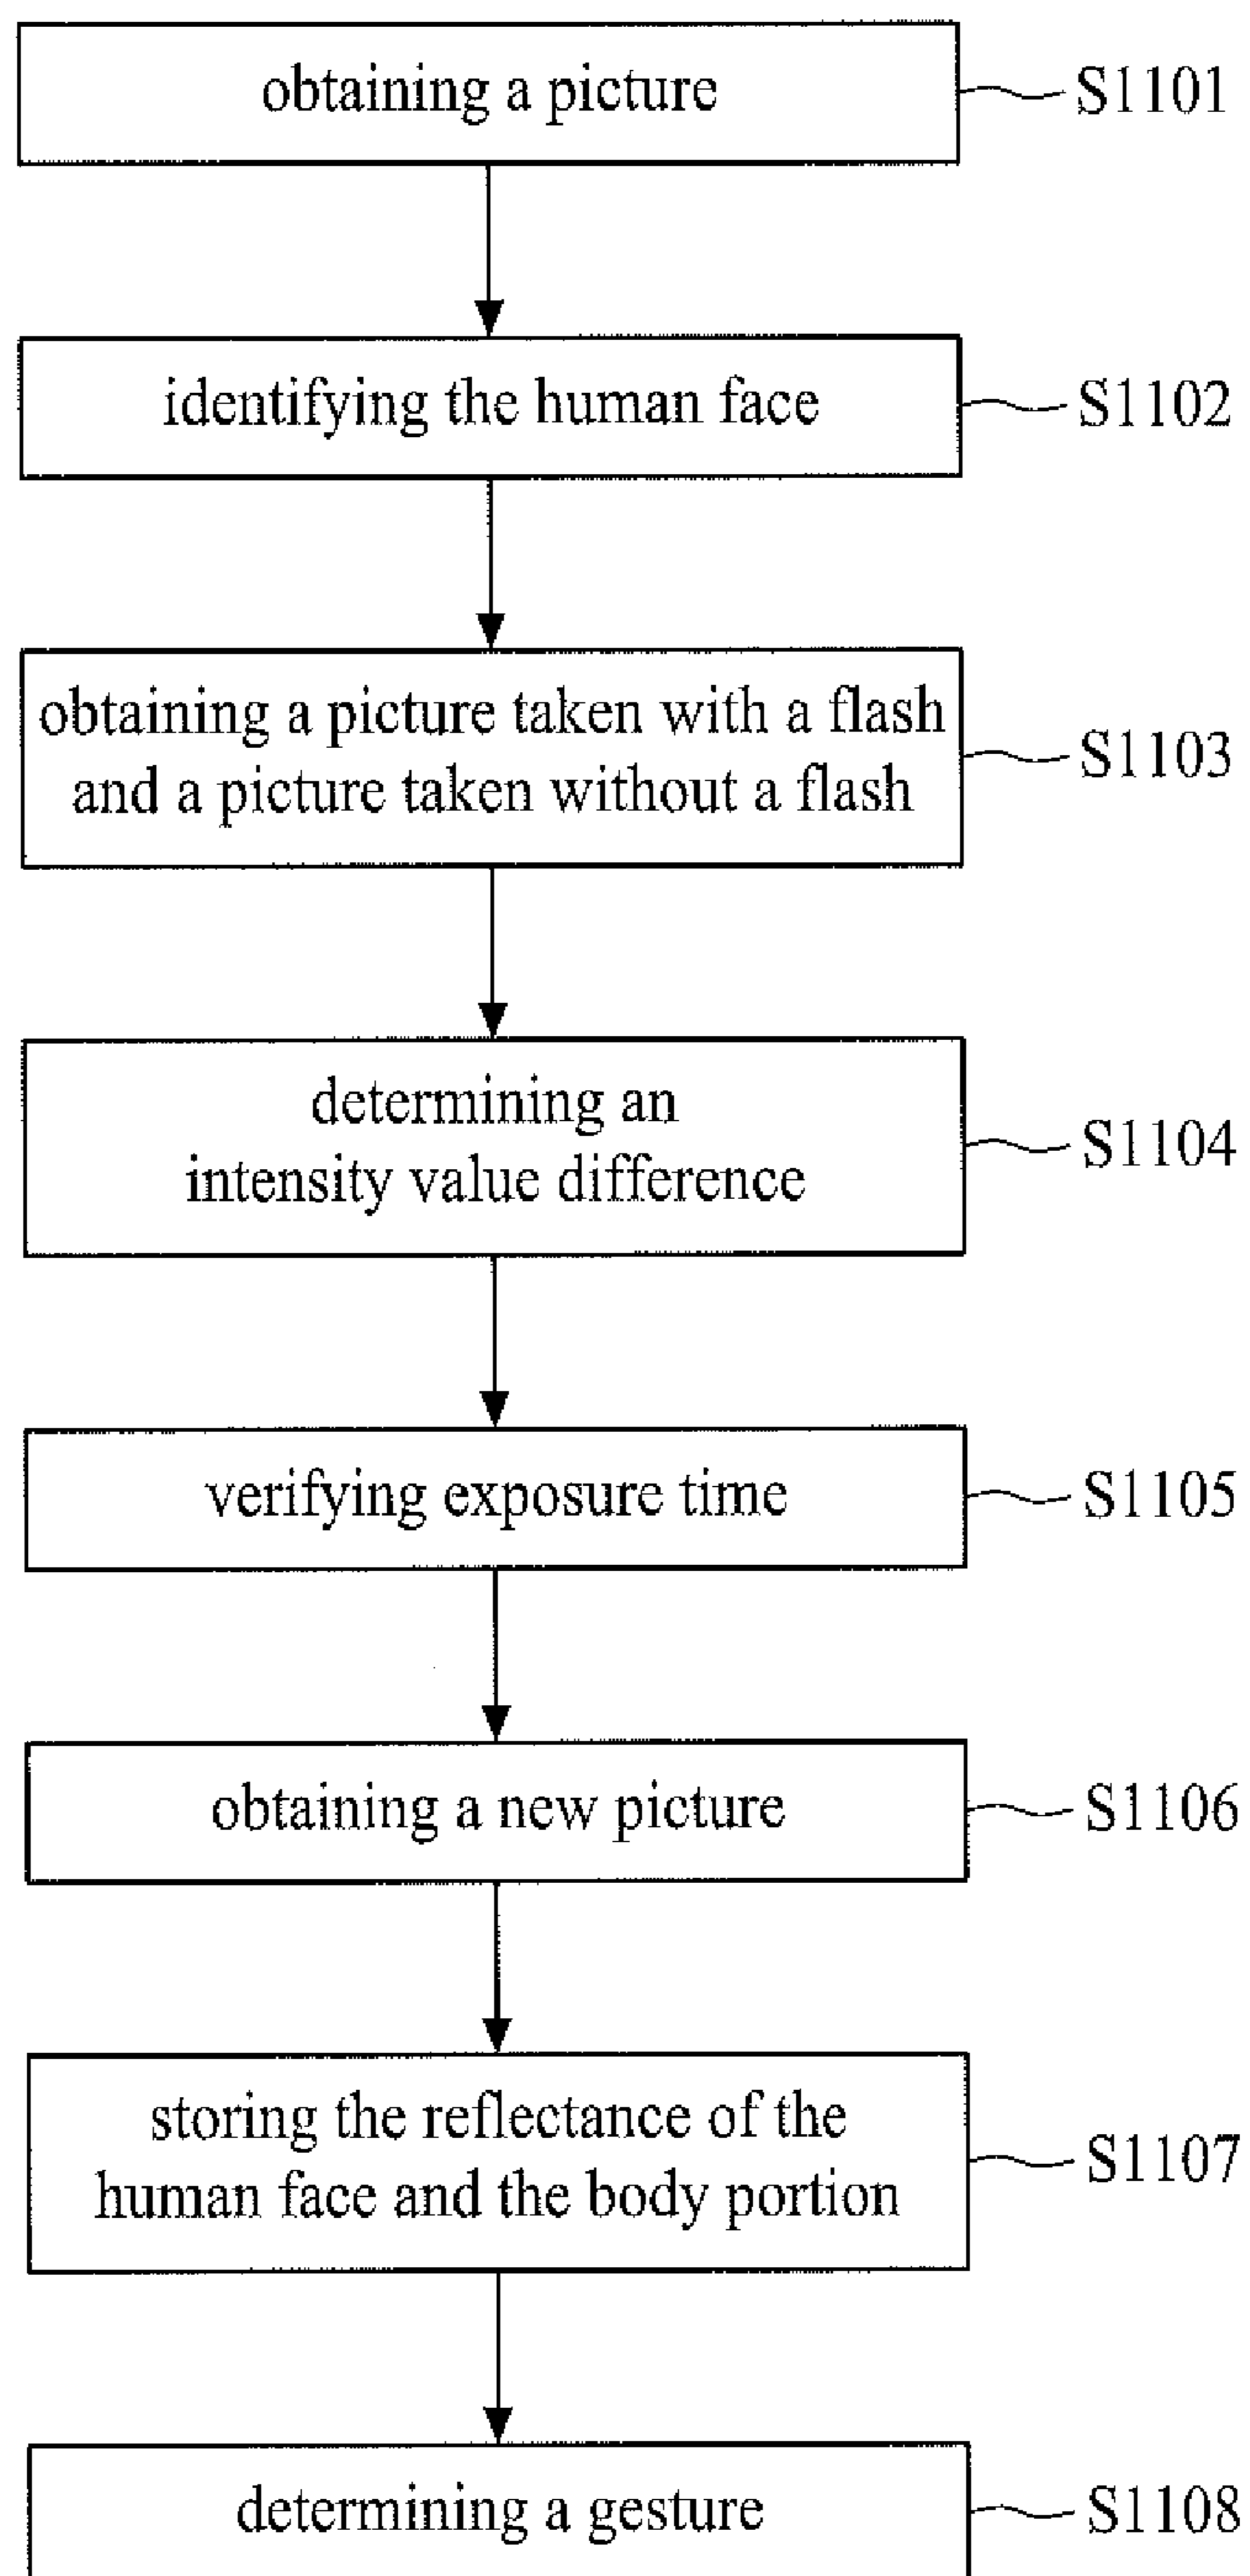 obtaining a picture
S1101
identifying the human face
S1102
obtaining a picture taken with a flash
and a picture taken without a flash
S1103
determining an
intensity value difference
S1104
verifying exposure time
S1105
obtaining a new picture
S1106
storing the reflectance of the
human face and the body portion
S1107
determining a gesture
S1108